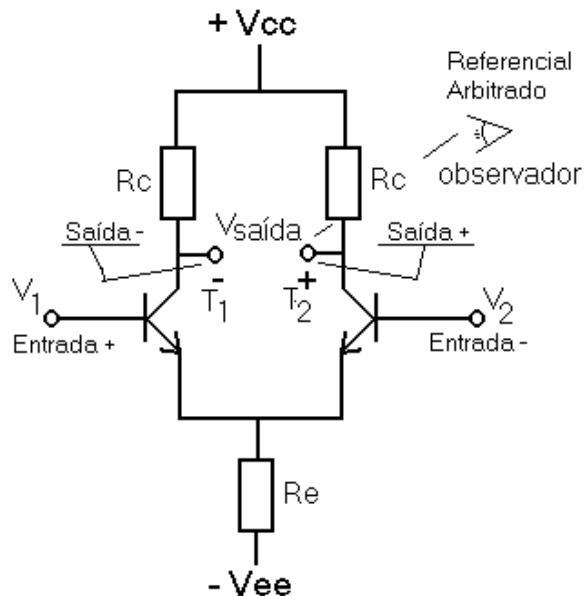 + Vcc
Referencial
Arbitrado
observador
Rc
Rc
Saída-
Vsaída
Saída +
V1
T1
-
T2
+
V2
Entrada +
Entrada-
Re
- Vee